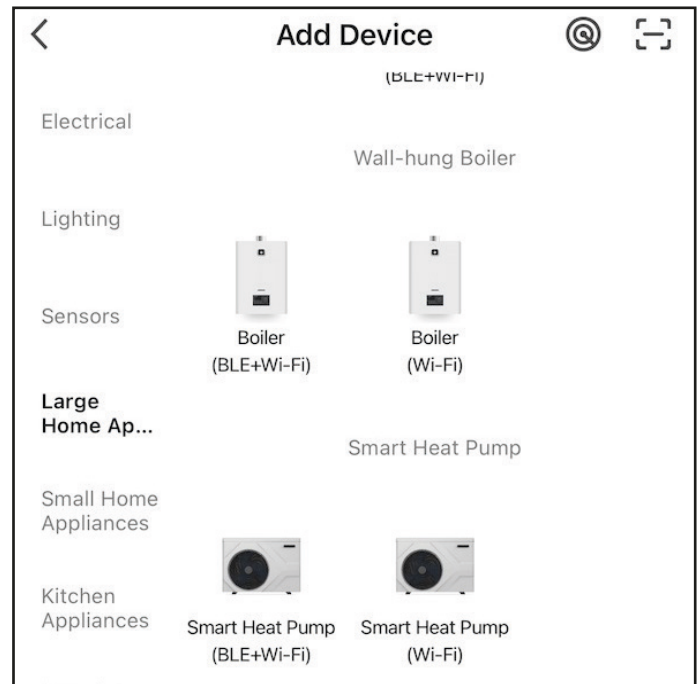 Add Device
(BLE+Wi-Fi)
Electrical
Lighting
Sensors
Large
Home Ap...
Small Home
Appliances
Kitchen
Appliances
Wall-hung Boiler
Boiler
(BLE+Wi-Fi)
Boiler
(Wi-Fi)
Smart Heat Pump
Smart Heat Pump
(BLE+Wi-Fi)
Smart Heat Pump
(Wi-Fi)